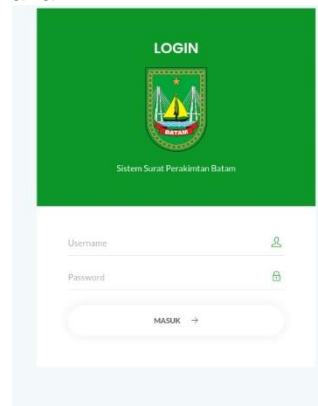 LOGIN
BATAM
Sistem Surat Perakimtan Batam
Username
Password
MASUK →